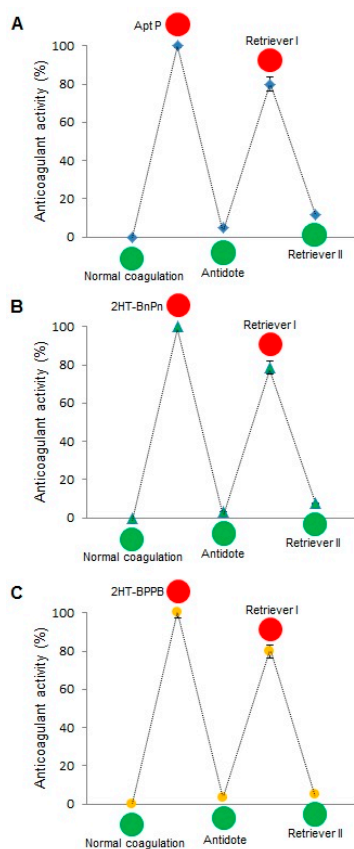 A
Apt P
Retriever I
Anticoagulant activity (%)
100
80
60
40
20
0
Normal coagulation
Antidote
Retriever II
B
2HT-BnPn
Retriever I
Anticoagulant activity (%)
100
80
60
40
20
0
Normal coagulation
Antidote
Retriever II
C
2HT-BPPB
Retriever I
Anticoagulant activity (%)
100
80
60
40
20
0
Normal coagulation
Antidote
Retriever II